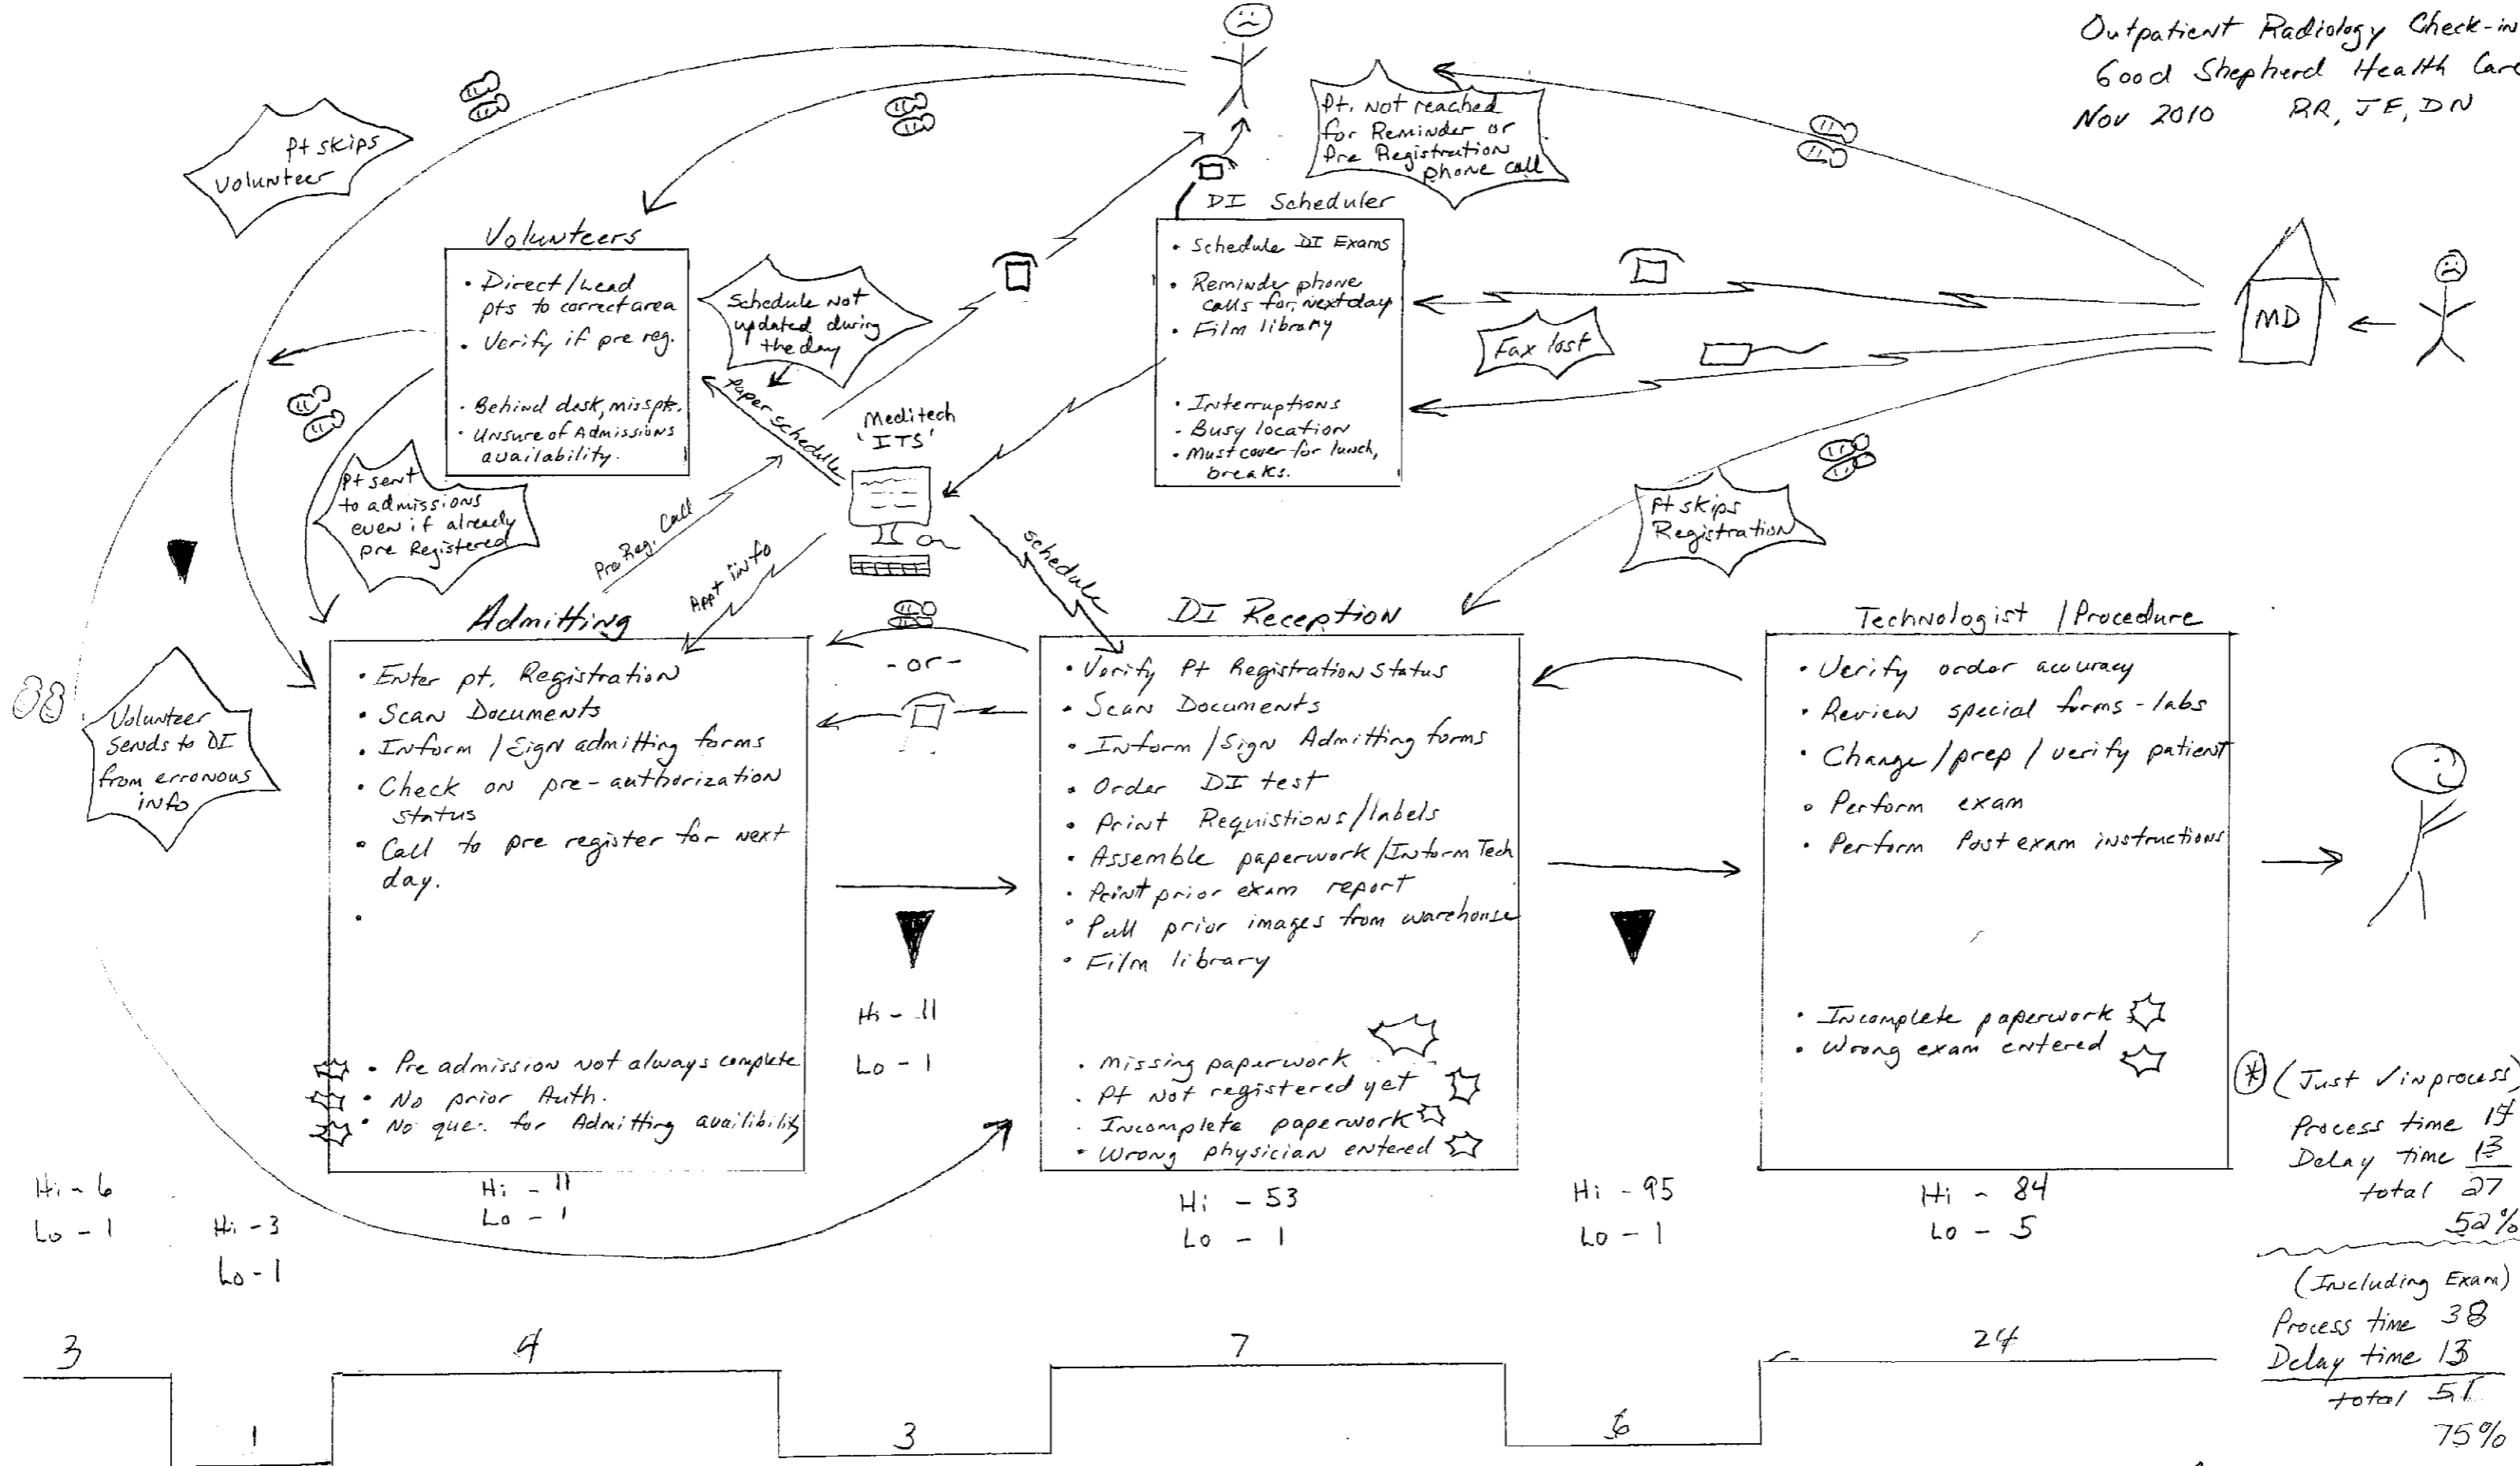 Outpatient Radiology Check-in
Good Shepherd Health Care
Nov 2010 RR, JE, DN
Pt skips
volunteer
Pt. not reached
for Reminder or
Pre Registration
phone call
DI Scheduler
• Schedule DI Exams
• Reminder phone
calls for next day
• Film library
• Interruptions
- Busy location
• Must cover for lunch,
breaks.
Volunteers
• Direct/Lead
pts to correct area
• Verify if pre reg.
• Behind desk, miss pt.
• Unsure of Admissions
availability.
Schedule not
updated during
the day
Paper schedule
Meditech
'ITS'
Fax lost
MD
Pt sent
to admissions
even if already
pre Registered
Pre Reg. Call
Appt info
schedule
Pt skips
Registration
Volunteer
Sends to DI
from erronous
info
Admitting
• Enter pt. Registration
• Scan Documents
• Inform / Sign admitting forms
• Check on pre-authorization
status
• Call to pre register for next
day.
•
• Pre admission not always complete
• No prior Auth.
• No que. for Admitting availibility
- or -
DI Reception
• Verify Pt Registration status
• Scan Documents
• Inform / Sign Admitting forms
• Order DI test
• Print Requistions/labels
• Assemble paperwork/Inform Tech
• Print prior exam report
• Pull prior images from warehouse
• Film library
• Missing paperwork
• Pt not registered yet
• Incomplete paperwork
• Wrong physician entered
Technologist / Procedure
• Verify order accuracy
• Review special forms - labs
• Change / prep / verify patient
• Perform exam
• Perform Post exam instructions
• Incomplete paperwork
• Wrong exam entered
Hi - 6
Lo - 1
Hi - 3
Lo - 1
Hi - 11
Lo - 1
Hi - 11
Lo - 1
Hi - 53
Lo - 1
Hi - 95
Lo - 1
Hi - 84
Lo - 5
* (Just √ in process)
Process time
Delay time 13
total 27
52%
(Including Exam)
Process time 38
Delay time 13
total 51
75%
3
1
4
3
7
6
24